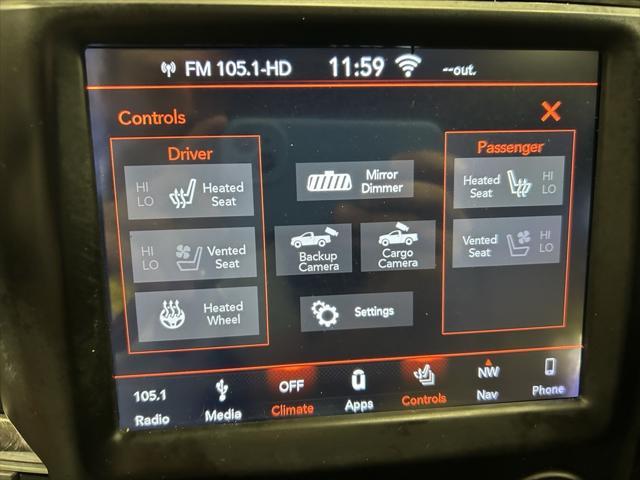 FM 105.1-HD 11:59 --out.
Controls
Driver
HI
LO
Heated
Seat
HI
LO
Vented
Seat
Heated
Wheel
Mirror
Dimmer
Backup
Camera
Cargo
Camera
Settings
Passenger
Heated
Seat
HI
LO
Vented
Seat
HI
LO
105.1
Radio
Media
OFF
Climate
Apps
Controls
NW
Nav
Phone